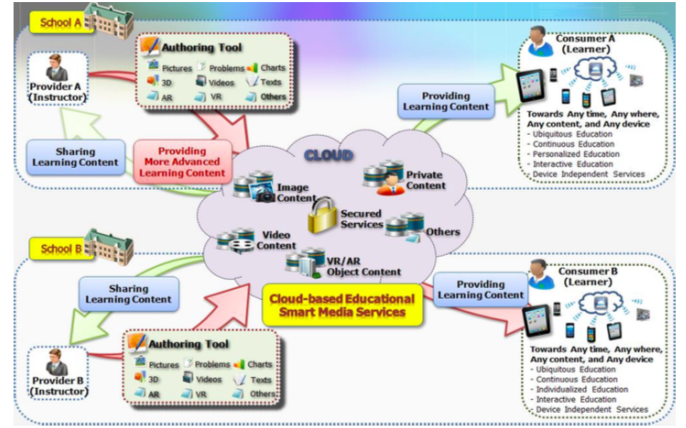 School A
Provider A
(Instructor)
Authoring Tool
Pictures
Problems
Charts
3D
Videos
Texts
AR
VR
Others
Sharing
Learning Content
Providing
More Advanced
Learning Content
Providing
Learning Content
Consumer A
(Learner)
Towards Any time, Any where,
Any content, and Any device
- Ubiquitous Education
- Continuous Education
- Personalized Education
- Interactive Education
- Device Independent Services
CLOUD
Image
Content
Private
Content
Secured
Services
Others
Video
Content
VR/AR
Object Content
Cloud-based Educational
Smart Media Services
School B
Sharing
Learning Content
Provider B
(Instructor)
Authoring Tool
Pictures
Problems
Charts
3D
Videos
Texts
AR
VR
Others
Providing
Learning Content
Consumer B
(Learner)
Towards Any time, Any where,
Any content, and Any device
- Ubiquitous Education
- Continuous Education
- Individualized Education
- Interactive Education
- Device Independent Services